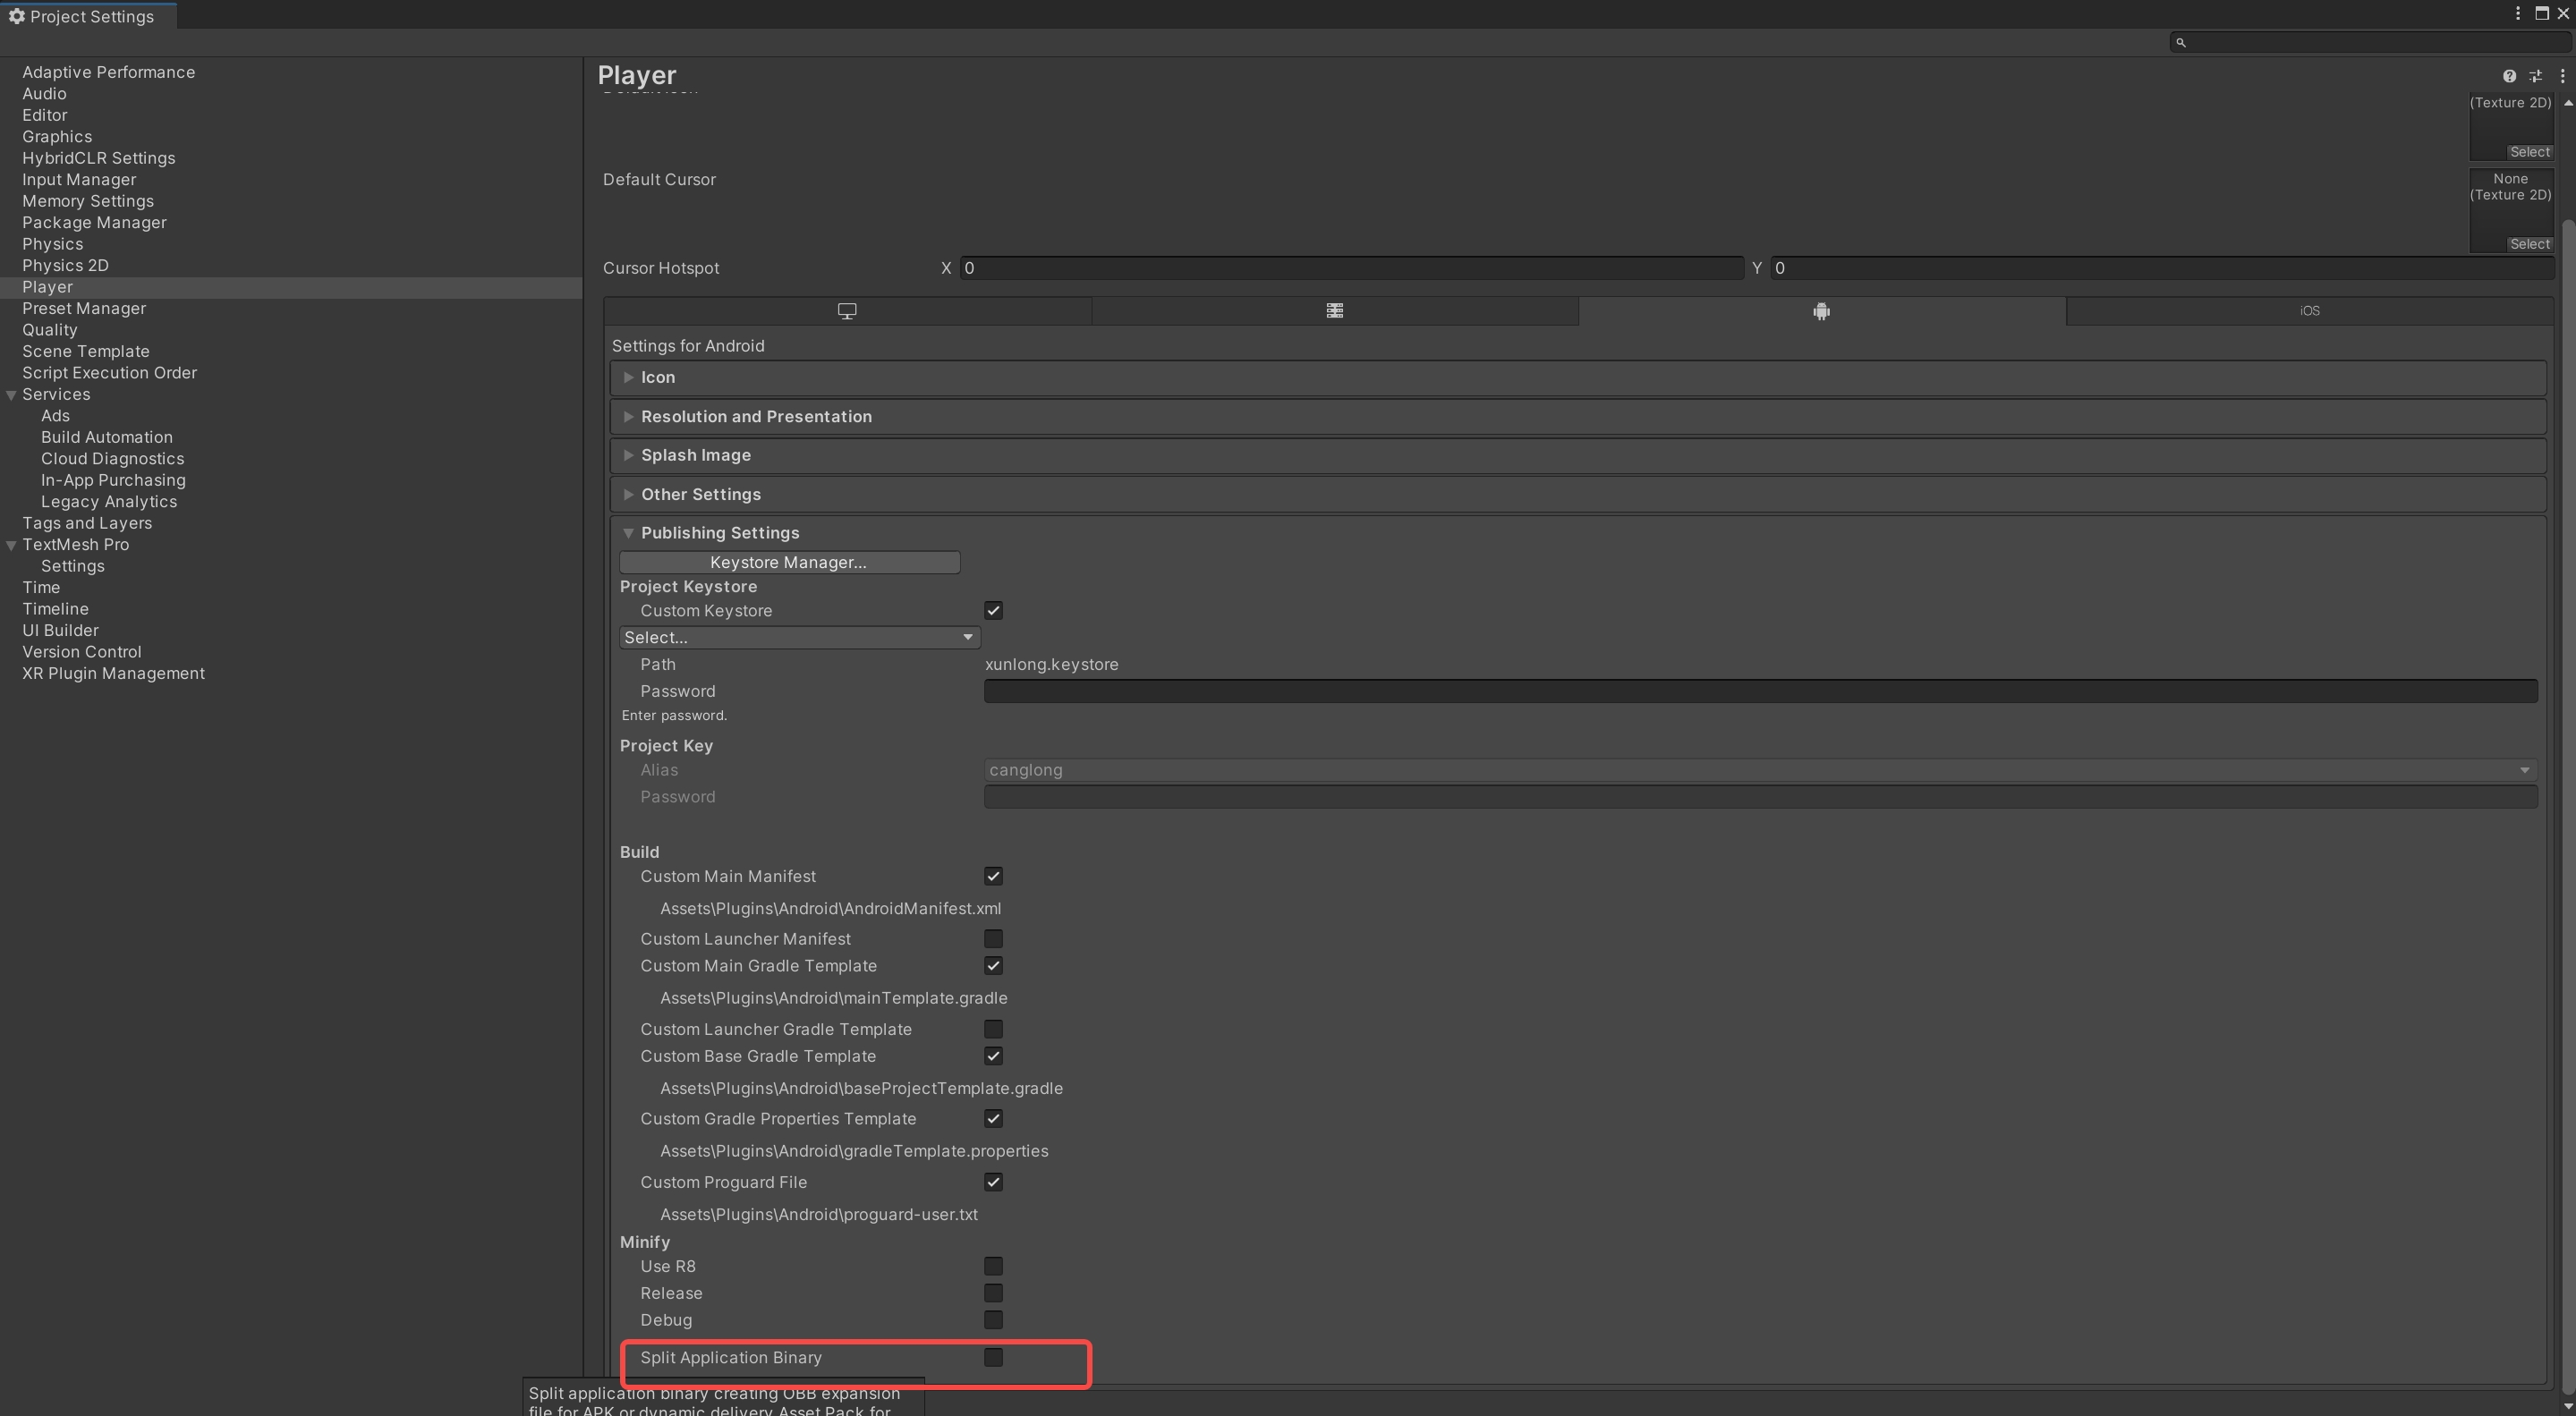 Project Settings
Adaptive Performance
Audio
Editor
Graphics
HybridCLR Settings
Input Manager
Memory Settings
Package Manager
Physics
Physics 2D
Player
Preset Manager
Quality
Scene Template
Script Execution Order
Services
Ads
Build Automation
Cloud Diagnostics
In-App Purchasing
Legacy Analytics
Tags and Layers
TextMesh Pro
Settings
Time
Timeline
UI Builder
Version Control
XR Plugin Management
Player
(Texture 2D)
Select
Default Cursor
None
(Texture 2D)
Select
Cursor Hotspot X 0 Y 0
iOS
Settings for Android
Icon
Resolution and Presentation
Splash Image
Other Settings
Publishing Settings
Keystore Manager...
Project Keystore
Custom Keystore
Select...
Path xunlong.keystore
Password
Enter password.
Project Key
Alias canglong
Password
Build
Custom Main Manifest
Assets\Plugins\Android\AndroidManifest.xml
Custom Launcher Manifest
Custom Main Gradle Template
Assets\Plugins\Android\mainTemplate.gradle
Custom Launcher Gradle Template
Custom Base Gradle Template
Assets\Plugins\Android\baseProjectTemplate.gradle
Custom Gradle Properties Template
Assets\Plugins\Android\gradleTemplate.properties
Custom Proguard File
Assets\Plugins\Android\proguard-user.txt
Minify
Use R8
Release
Debug
Split Application Binary
Split application binary creating OBB expansion
file for APK or dynamic delivery Asset Pack for